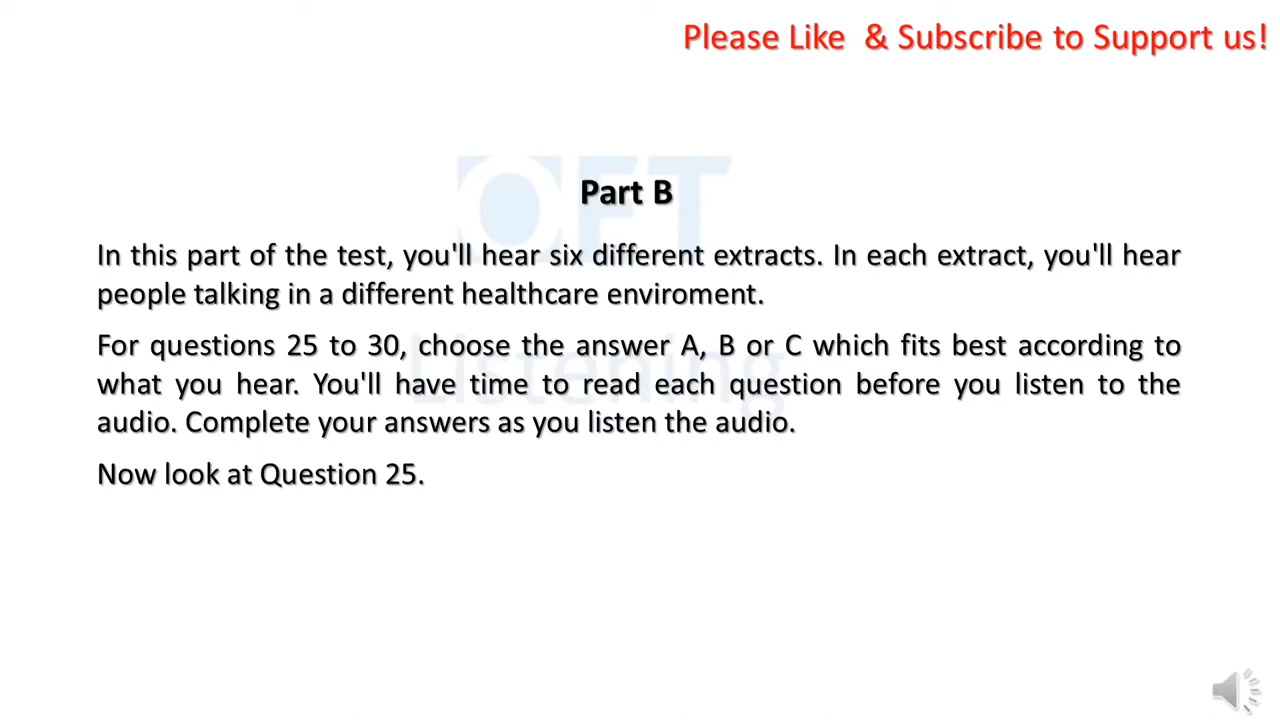 Please Like & Subscribe to Support us!
OET
Part B
In this part of the test, you'll hear six different extracts. In each extract, you'll hear
people talking in a different healthcare enviroment.
Listening
For questions 25 to 30, choose the answer A, B or C which fits best according to
what you hear. You'll have time to read each question before you listen to the
audio. Complete your answers as you listen the audio.
Now look at Question 25.